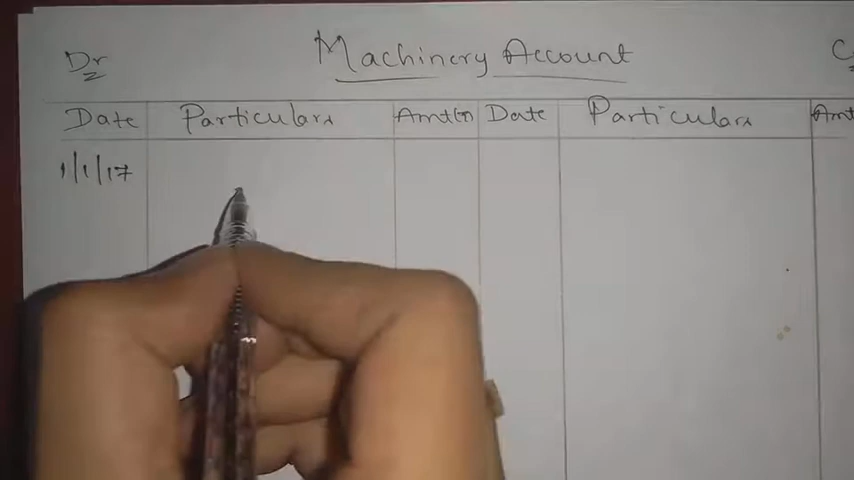 Dr Machinery Account
Date Particulars Amt(₹) Date Particulars
1/1/17